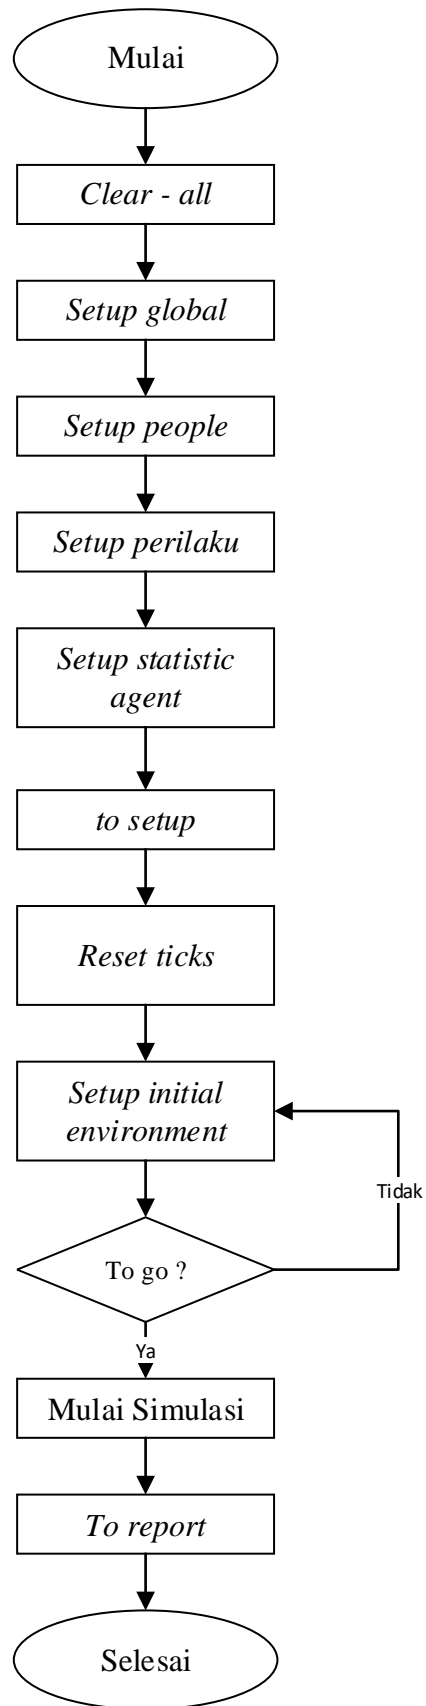 Mulai
Clear - all
Setup global
Setup people
Setup perilaku
Setup statistic
agent
to setup
Reset ticks
Setup initial
environment
Tidak
To go ?
Ya
Mulai Simulasi
To report
Selesai